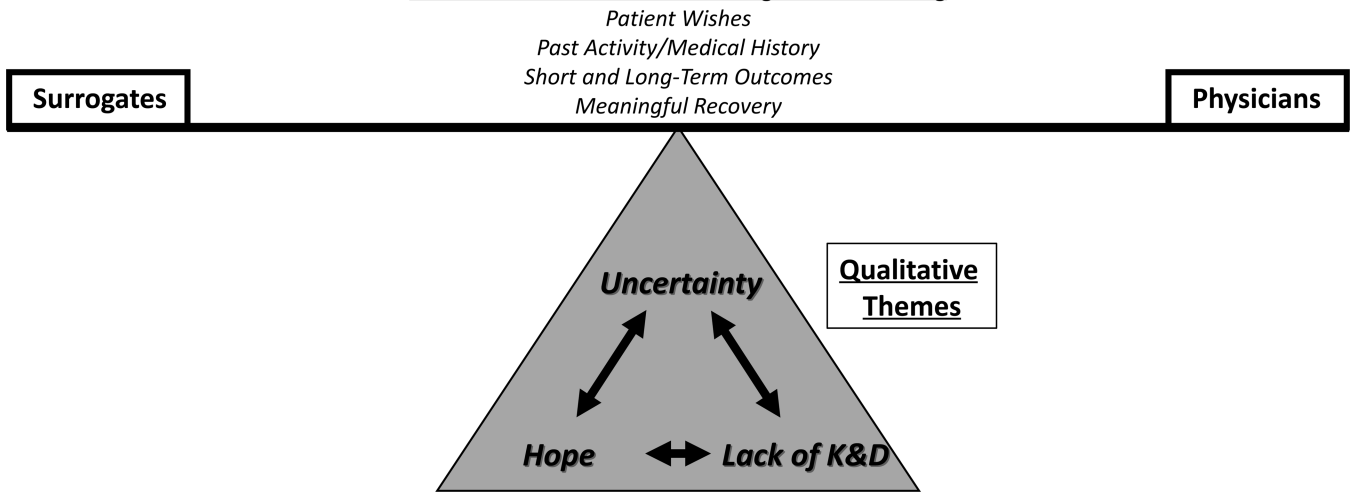 Patient Wishes
Past Activity/Medical History
Short and Long-Term Outcomes
Meaningful Recovery
Surrogates
Physicians
Uncertainty
Qualitative
Themes
Hope
Lack of K&D